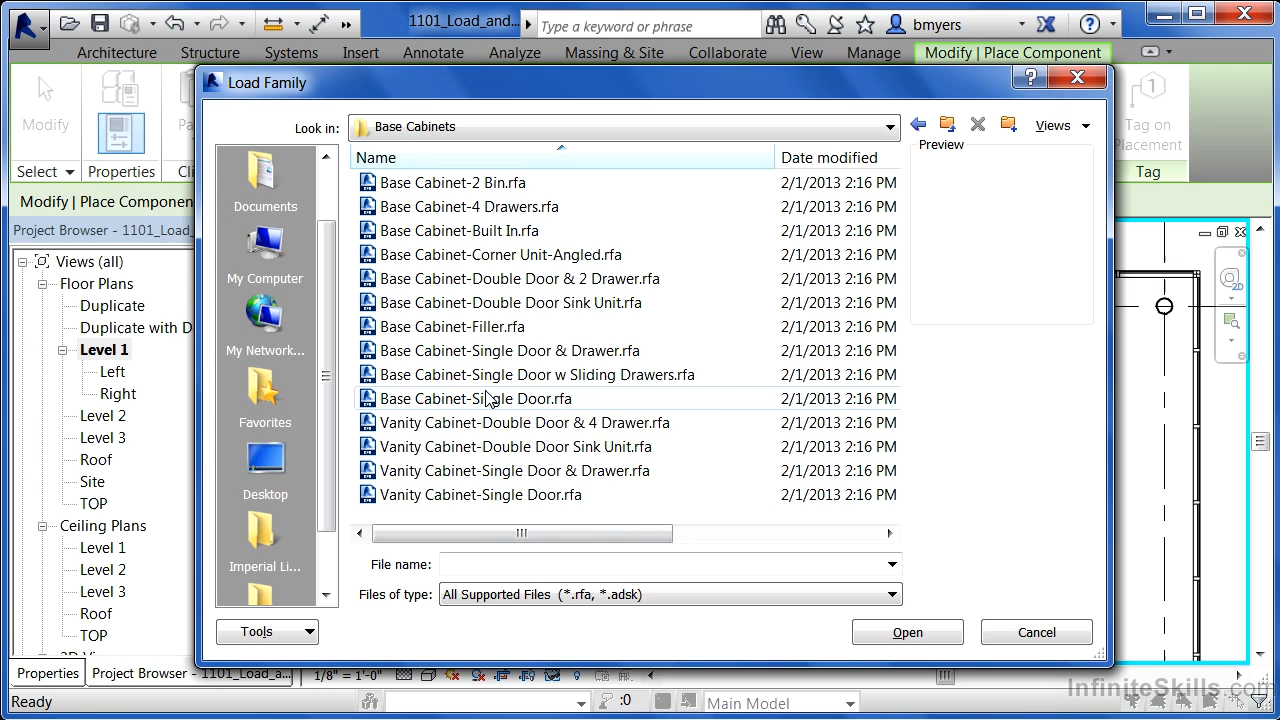 1101_Load_and...
Type a keyword or phrase
bmyers
Architecture
Structure
Systems
Insert
Annotate
Analyze
Massing & Site
Collaborate
View
Manage
Modify | Place Component
Modify
Select
Properties
Tag on
Placement
Tag
Modify | Place Componen
Project Browser - 1101_Load_
Views (all)
Floor Plans
Duplicate
Duplicate with D
Level 1
Left
Right
Level 2
Level 3
Roof
Site
TOP
Ceiling Plans
Level 1
Level 2
Level 3
Roof
TOP
Properties
Project Browser - 1101_Load_a...
1/8" = 1'-0"
Ready
:0
Main Model
Load Family
Look in:
Base Cabinets
Views
Preview
Documents
My Computer
My Network...
Favorites
Desktop
Imperial Li...
Name
Date modified
Base Cabinet-2 Bin.rfa 2/1/2013 2:16 PM
Base Cabinet-4 Drawers.rfa 2/1/2013 2:16 PM
Base Cabinet-Built In.rfa 2/1/2013 2:16 PM
Base Cabinet-Corner Unit-Angled.rfa 2/1/2013 2:16 PM
Base Cabinet-Double Door & 2 Drawer.rfa 2/1/2013 2:16 PM
Base Cabinet-Double Door Sink Unit.rfa 2/1/2013 2:16 PM
Base Cabinet-Filler.rfa 2/1/2013 2:16 PM
Base Cabinet-Single Door & Drawer.rfa 2/1/2013 2:16 PM
Base Cabinet-Single Door w Sliding Drawers.rfa 2/1/2013 2:16 PM
Base Cabinet-Single Door.rfa 2/1/2013 2:16 PM
Vanity Cabinet-Double Door & 4 Drawer.rfa 2/1/2013 2:16 PM
Vanity Cabinet-Double Door Sink Unit.rfa 2/1/2013 2:16 PM
Vanity Cabinet-Single Door & Drawer.rfa 2/1/2013 2:16 PM
Vanity Cabinet-Single Door.rfa 2/1/2013 2:16 PM
File name:
Files of type:
All Supported Files (*.rfa, *.adsk)
Tools
Open
Cancel
InfiniteSkills.com